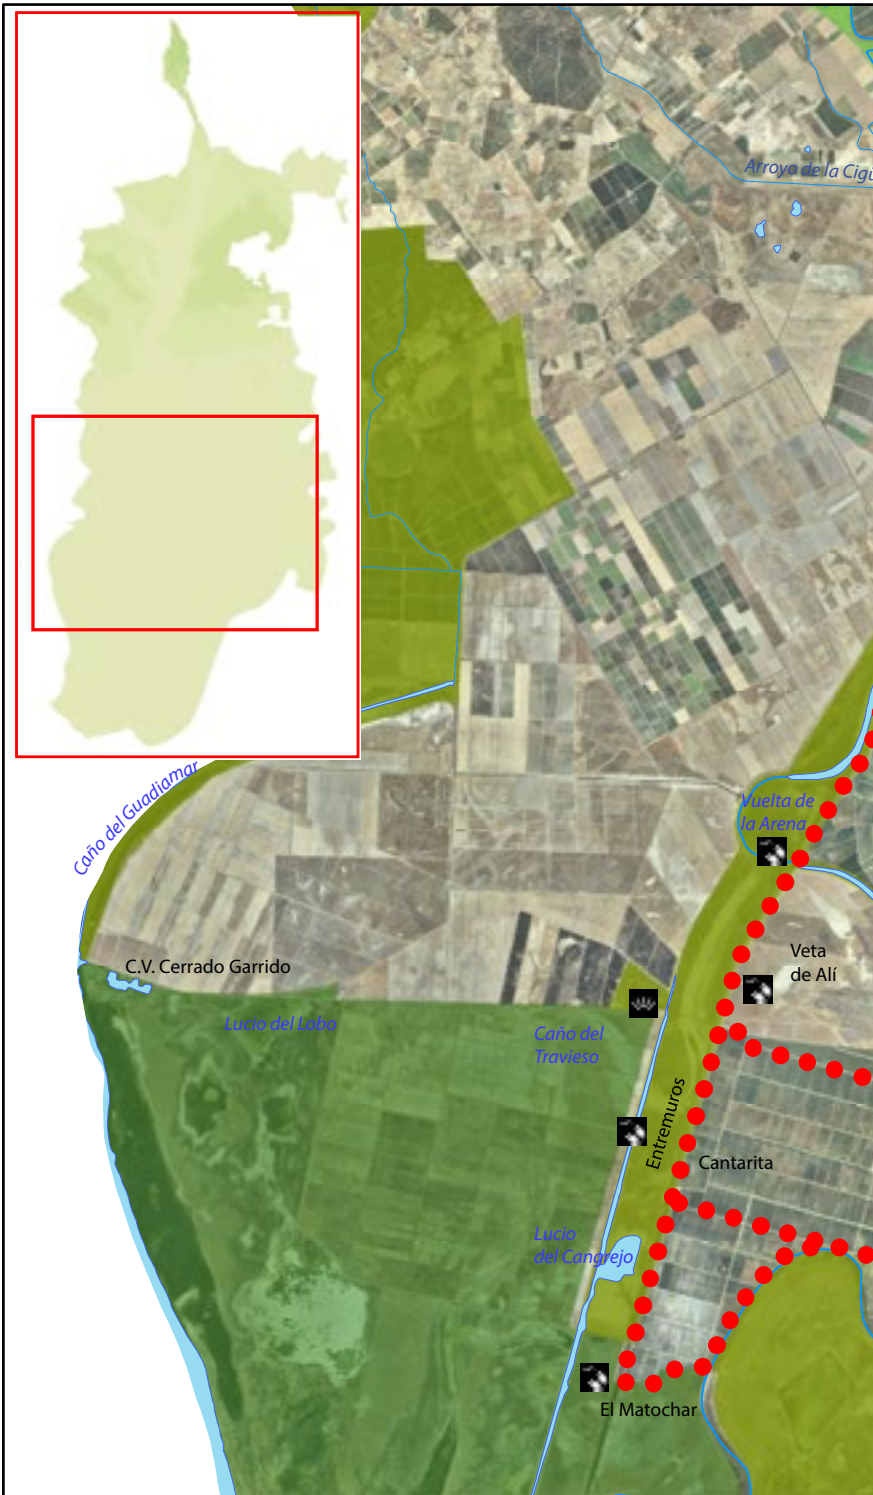 Arroyo de la
Caño del Guadiamar
Vuelta de
la Arena
Veta
de Alí
C.V. Cerrado Garrido
Lucio del Lobo
Caño del
Travieso
Entremuros
Cantarita
Lucio
del Cangrejo
El Matochar